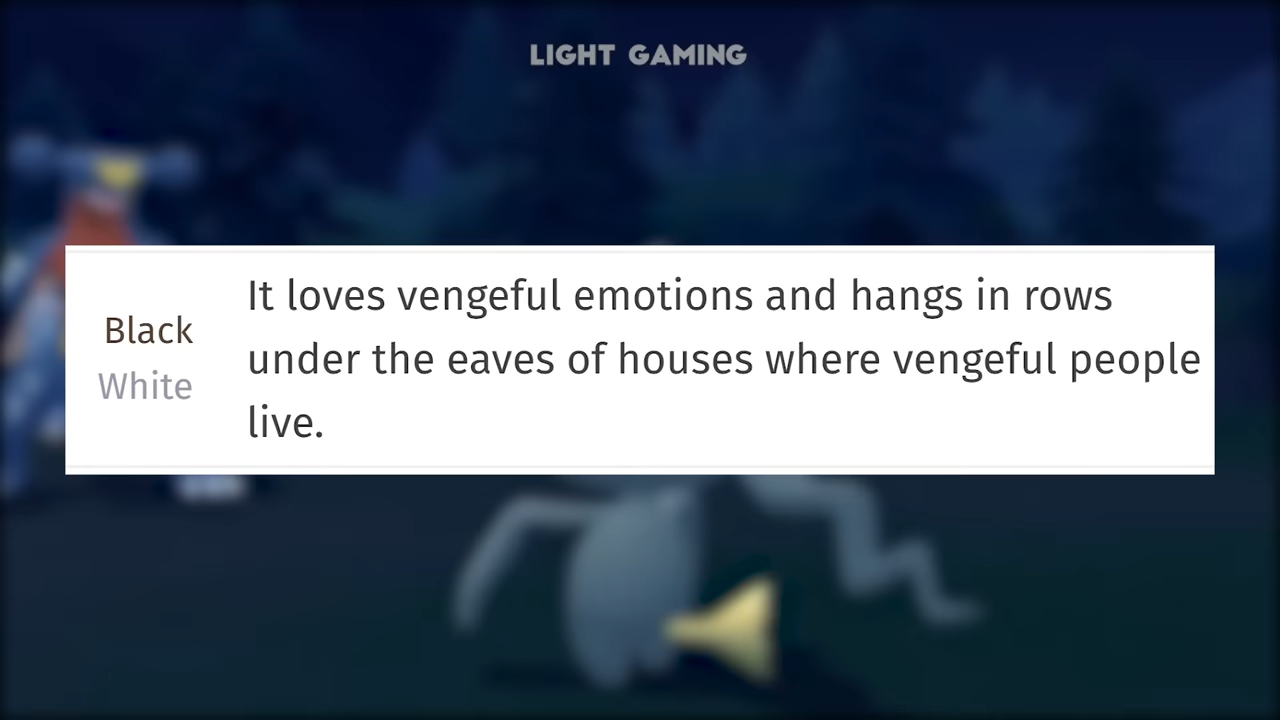 LIGHT GAMING
Black
White
It loves vengeful emotions and hangs in rows
under the eaves of houses where vengeful people
live.